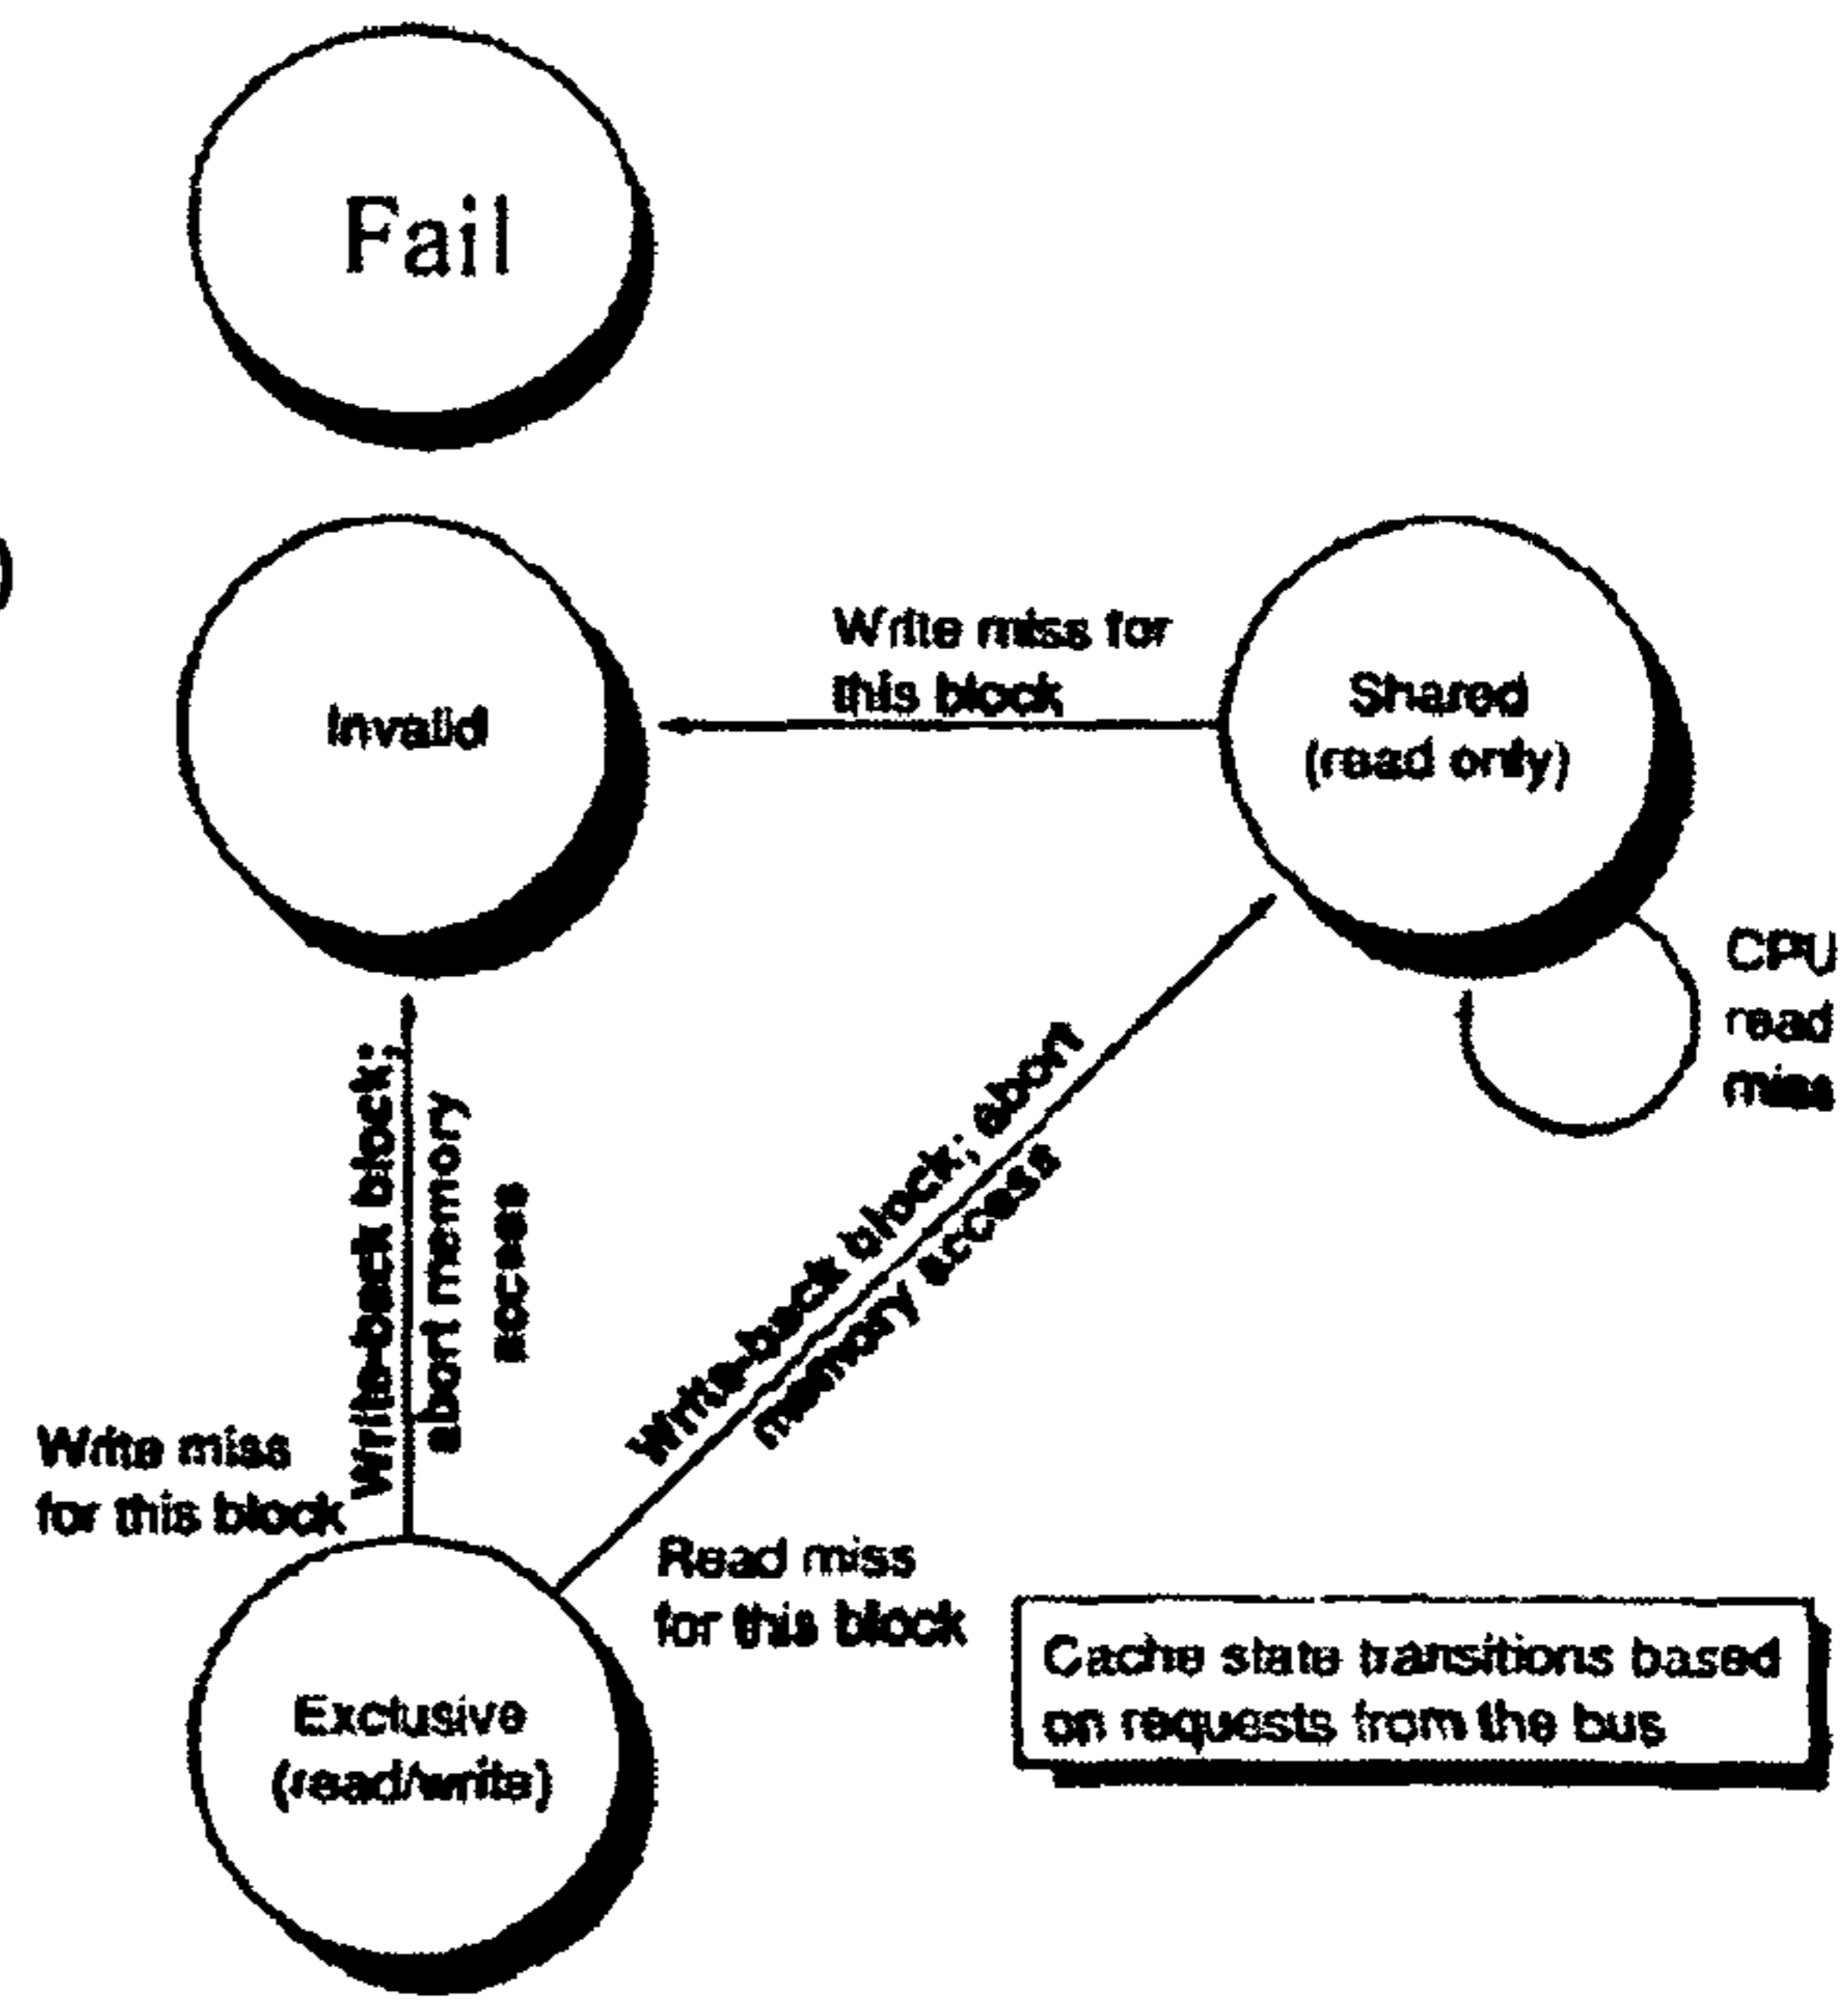 Fail
Write miss for
this block
Invalid
Shared
(read only)
CPU
read
miss
Write-back block;
abort memory
access
Write-back block; abort
memory access
Write miss
for this block
Read miss
for this block
Cache state transitions based
on requests from the bus
Exclusive
(read/write)